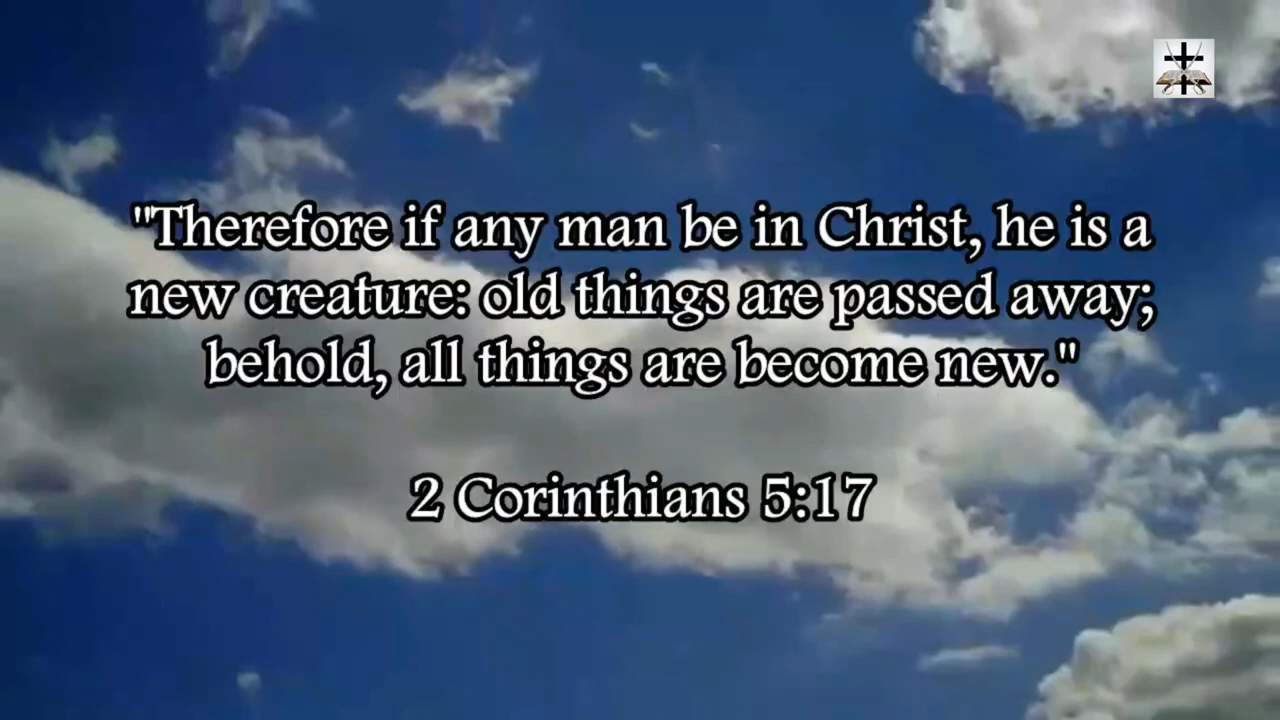 "Therefore if any man be in Christ, he is a
new creature: old things are passed away;
behold, all things are become new."
2 Corinthians 5:17